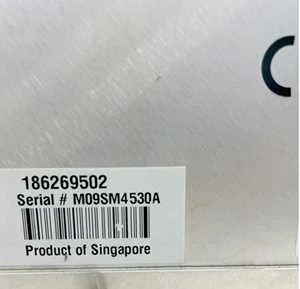 186269502
Serial # M09SM4530A
Product of Singapore